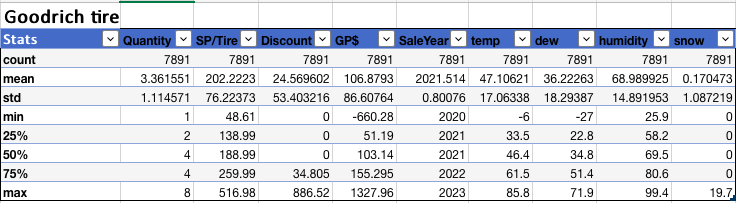 Goodrich tire
Stats Quantity SP/Tire Discount GP$ SaleYear temp dew humidity snow
count 7891 7891 7891 7891 7891 7891 7891 7891 7891
mean 3.361551 202.2223 24.569602 106.8793 2021.514 47.10621 36.22263 68.989925 0.170473
std 1.114571 76.22373 53.403216 86.60764 0.80076 17.06338 18.29387 14.891953 1.087219
min 1 48.61 0 -660.28 2020 -6 -27 25.9 0
25% 2 138.99 0 51.19 2021 33.5 22.8 58.2 0
50% 4 188.99 0 103.14 2021 46.4 34.8 69.5 0
75% 4 259.99 34.805 155.295 2022 61.5 51.4 80.6 0
max 8 516.98 886.52 1327.96 2023 85.8 71.9 99.4 19.7